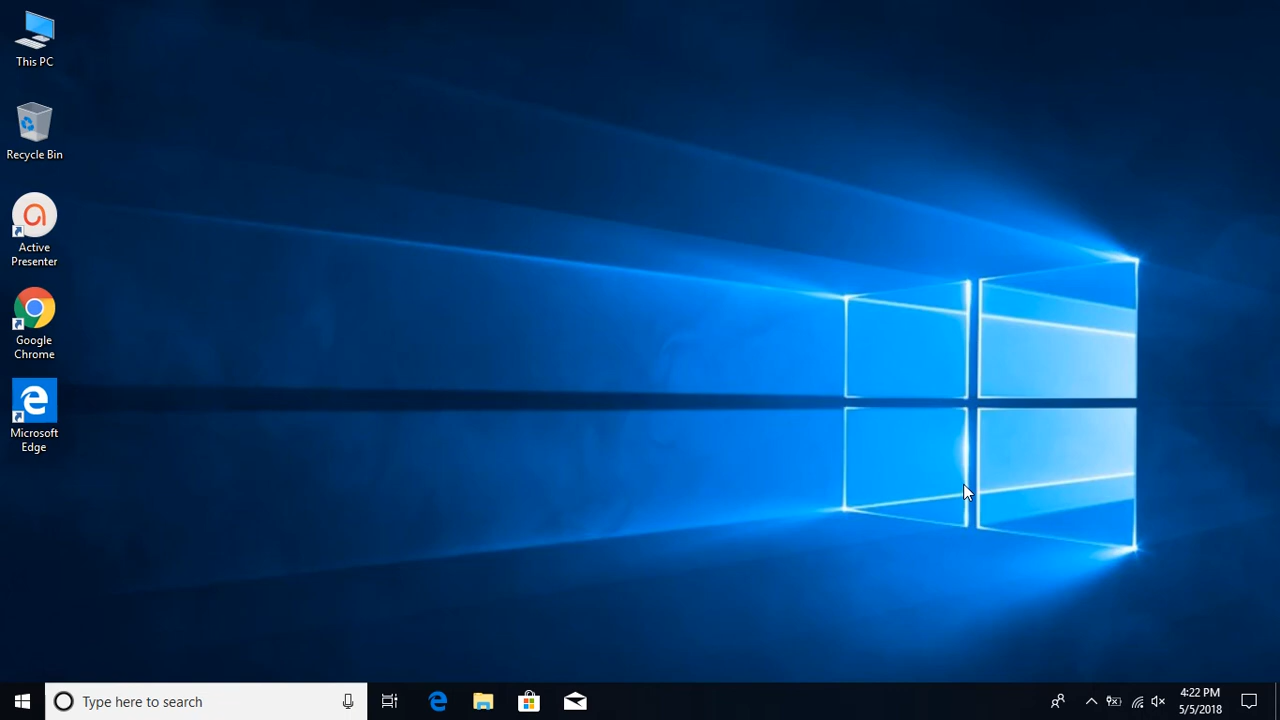 This PC
Recycle Bin
Active
Presenter
Google
Chrome
Microsoft
Edge
Type here to search
4:22 PM
5/5/2018